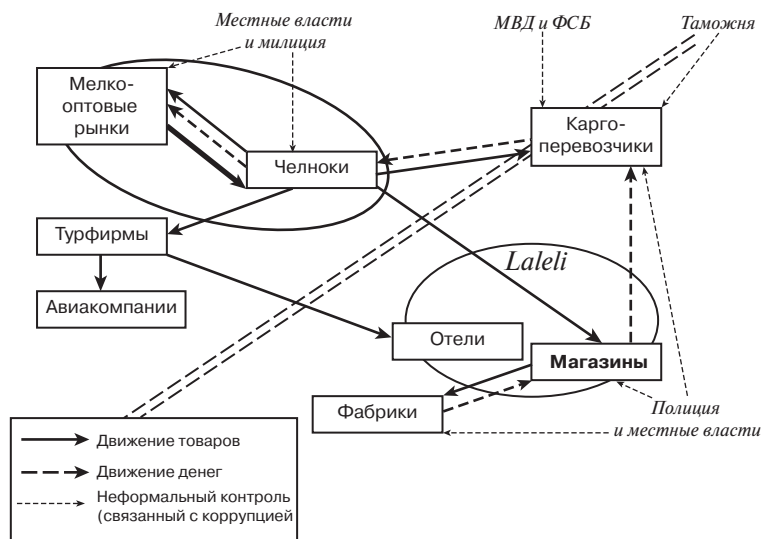 Местные власти
и милиция
МВД и ФСБ
Таможня
Мелко-
оптовые
рынки
Карго-
перевозчики
Челноки
Турфирмы
Laleli
Авиакомпании
Отели
Магазины
Фабрики
Полиция
и местные власти
Движение товаров
Движение денег
Неформальный контроль
(связанный с коррупцией